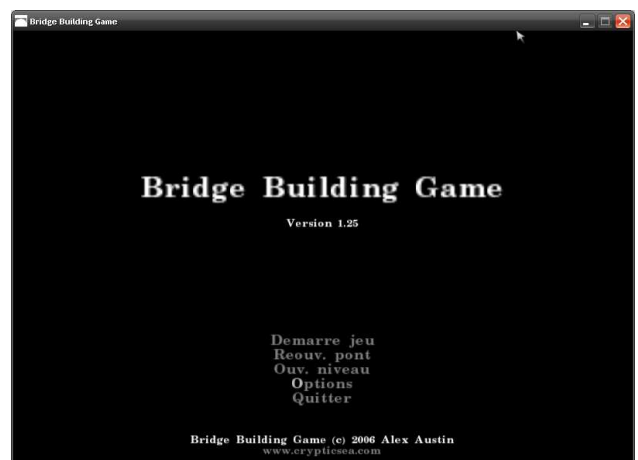 Bridge Building Game
Bridge Building Game
Version 1.25
Demarre jeu
Reouv. pont
Ouv. niveau
Options
Quitter
Bridge Building Game (c) 2006 Alex Austin
www.crypticsea.com